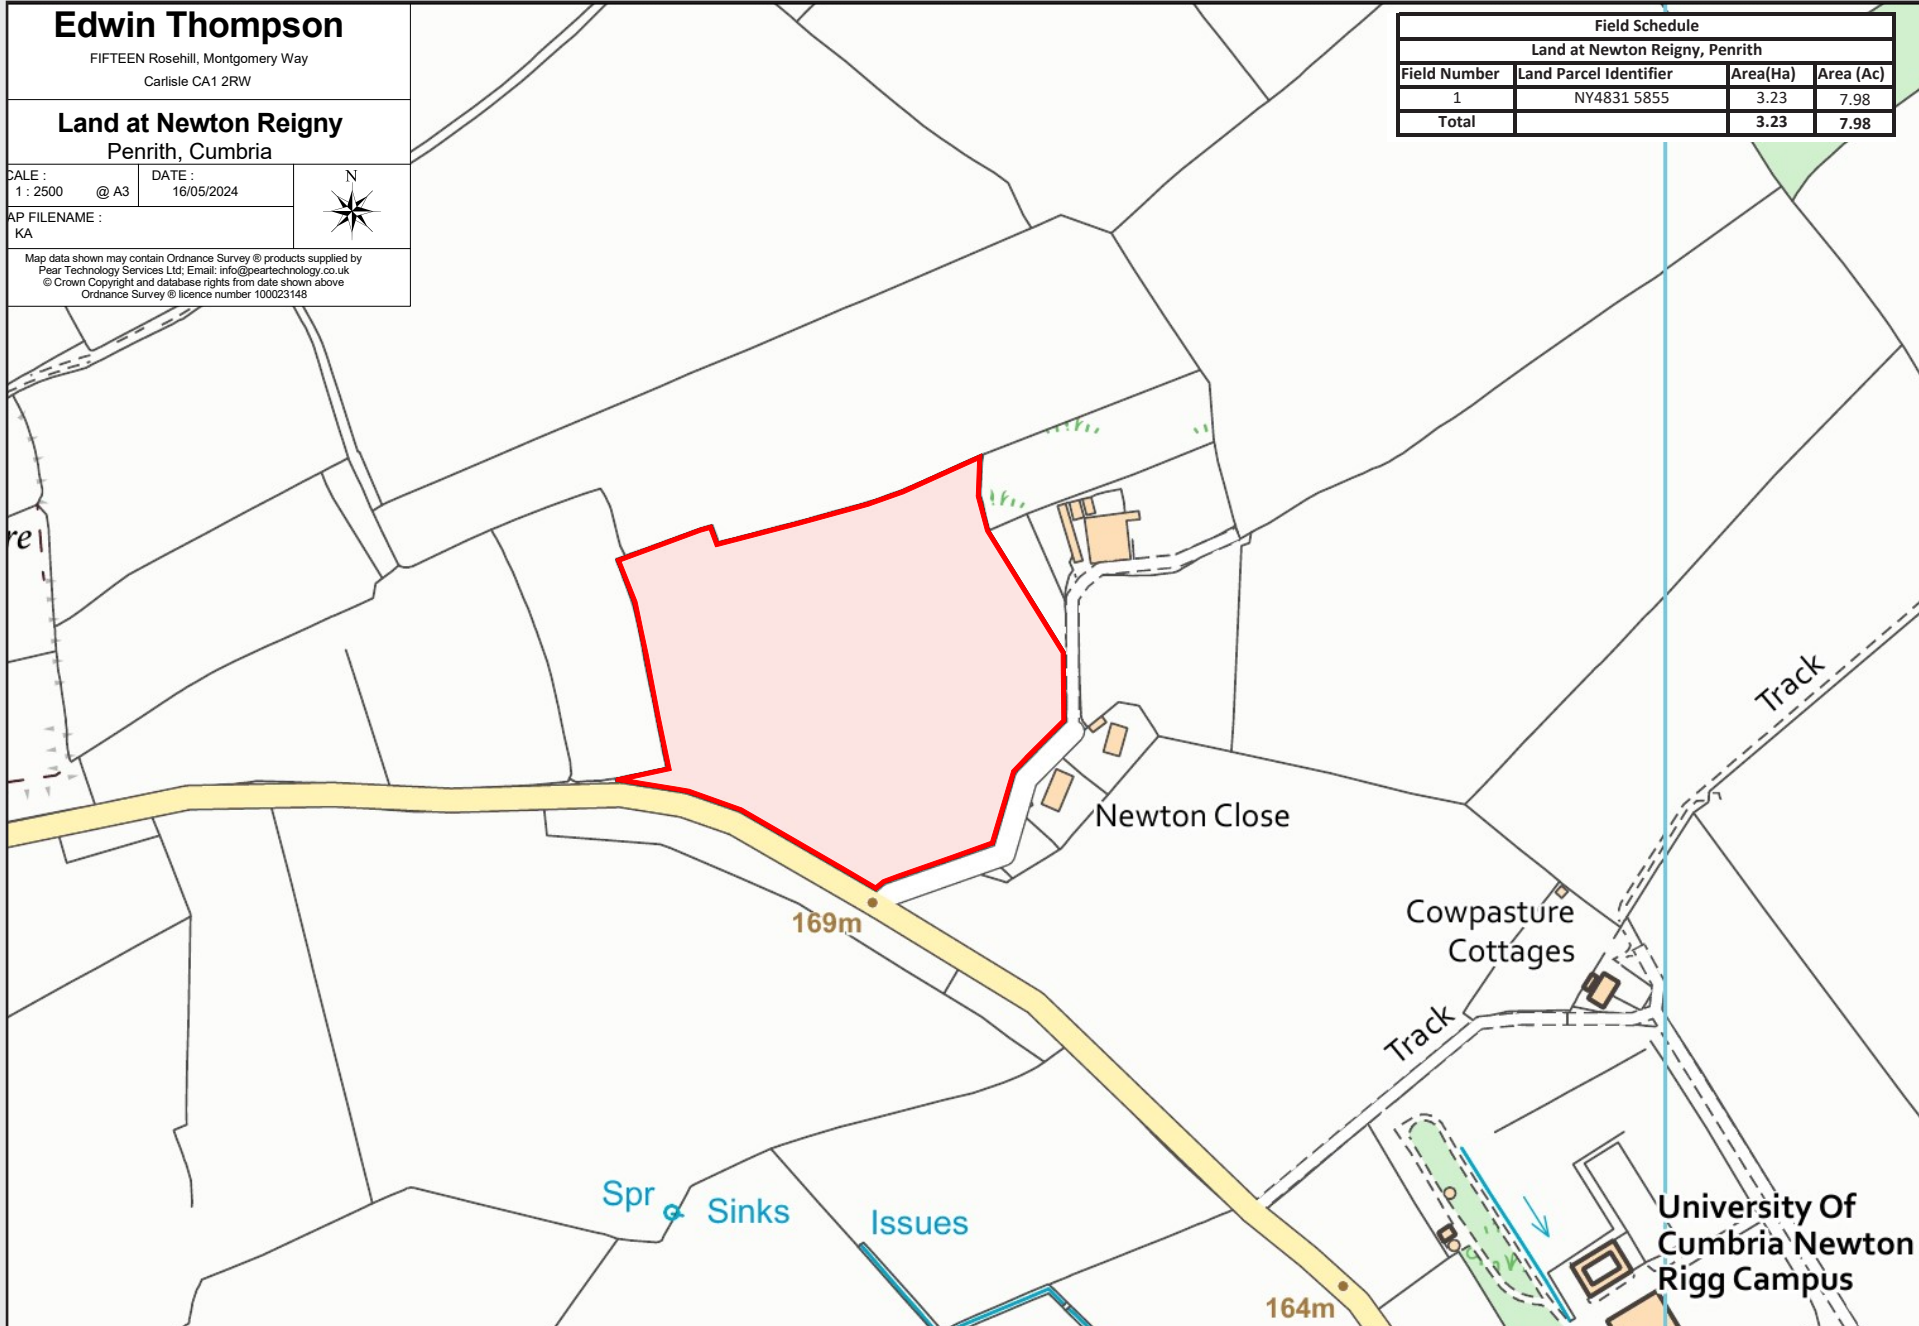 Edwin Thompson
FIFTEEN Rosehill, Montgomery Way
Carlisle CA1 2RW
Land at Newton Reigny
Penrith, Cumbria
CALE :
1 : 2500 @ A3
DATE :
16/05/2024
N
AP FILENAME :
KA
Map data shown may contain Ordnance Survey ® products supplied by
Pear Technology Services Ltd; Email: info@peartechnology.co.uk
© Crown Copyright and database rights from date shown above
Ordnance Survey ® licence number 100023148
Field Schedule
Land at Newton Reigny, Penrith
Field Number Land Parcel Identifier Area(Ha) Area (Ac)
1 NY4831 5855 3.23 7.98
Total 3.23 7.98
re
Track
Newton Close
169m
Cowpasture
Cottages
Track
Spr
Sinks
Issues
University Of
Cumbria Newton
Rigg Campus
164m